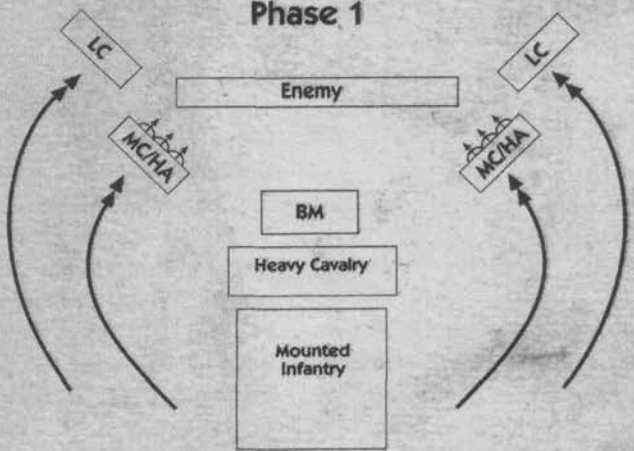 Phase 1
LC
LC
Enemy
MC/HA
MC/HA
BM
Heavy Cavalry
Mounted
Infantry